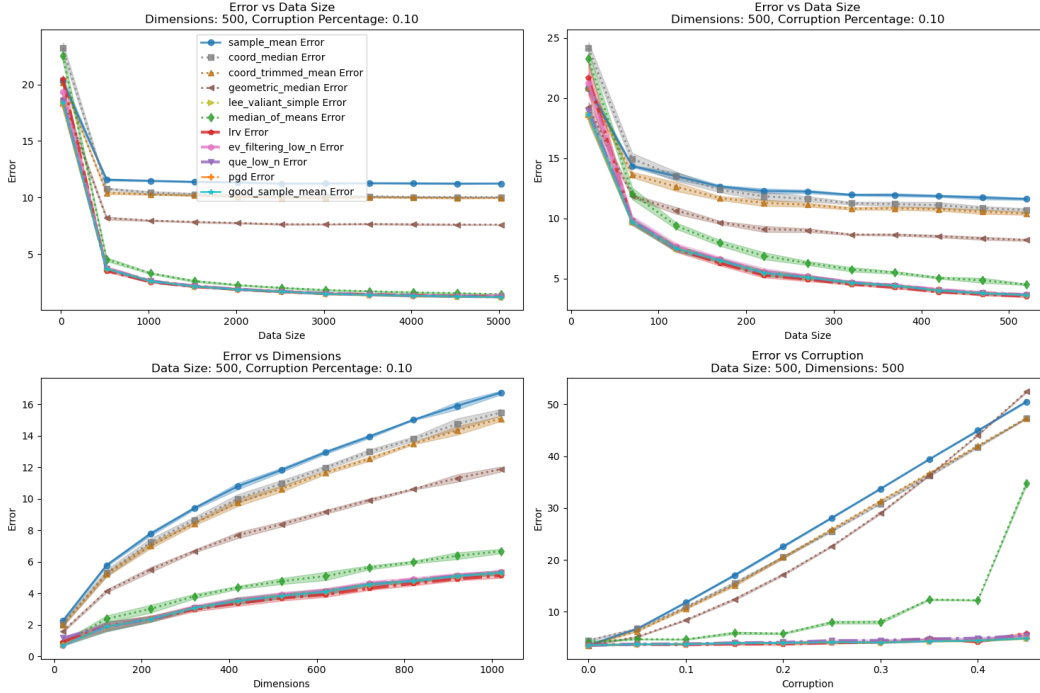 Error vs Data Size
Dimensions: 500, Corruption Percentage: 0.10
Error
20
15
10
5
0
1000
2000
3000
4000
5000
Data Size
sample_mean Error
coord_median Error
coord_trimmed_mean Error
geometric_median Error
lee_valiant_simple Error
median_of_means Error
lrv Error
ev_filtering_low_n Error
que_low_n Error
pgd Error
good_sample_mean Error
Error vs Data Size
Dimensions: 500, Corruption Percentage: 0.10
Error
25
20
15
10
5
0
100
200
300
400
500
Data Size
Error vs Dimensions
Data Size: 500, Corruption Percentage: 0.10
Error
16
14
12
10
8
6
4
2
0
0
200
400
600
800
1000
Dimensions
Error vs Corruption
Data Size: 500, Dimensions: 500
Error
50
40
30
20
10
0.0
0.1
0.2
0.3
0.4
Corruption